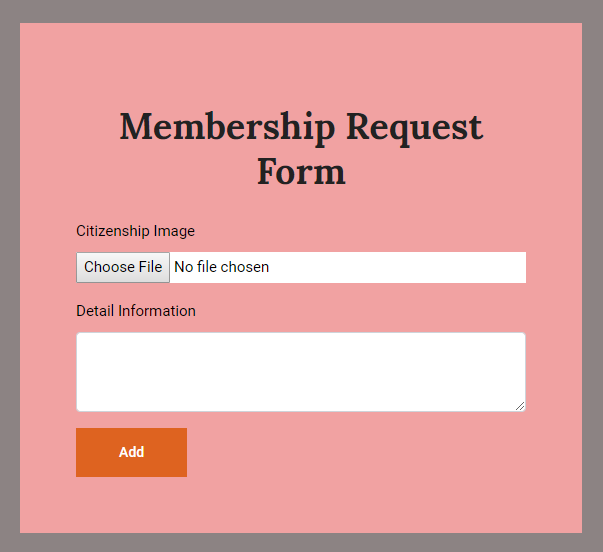 Membership Request
Form
Citizenship Image
Choose File No file chosen
Detail Information
Add